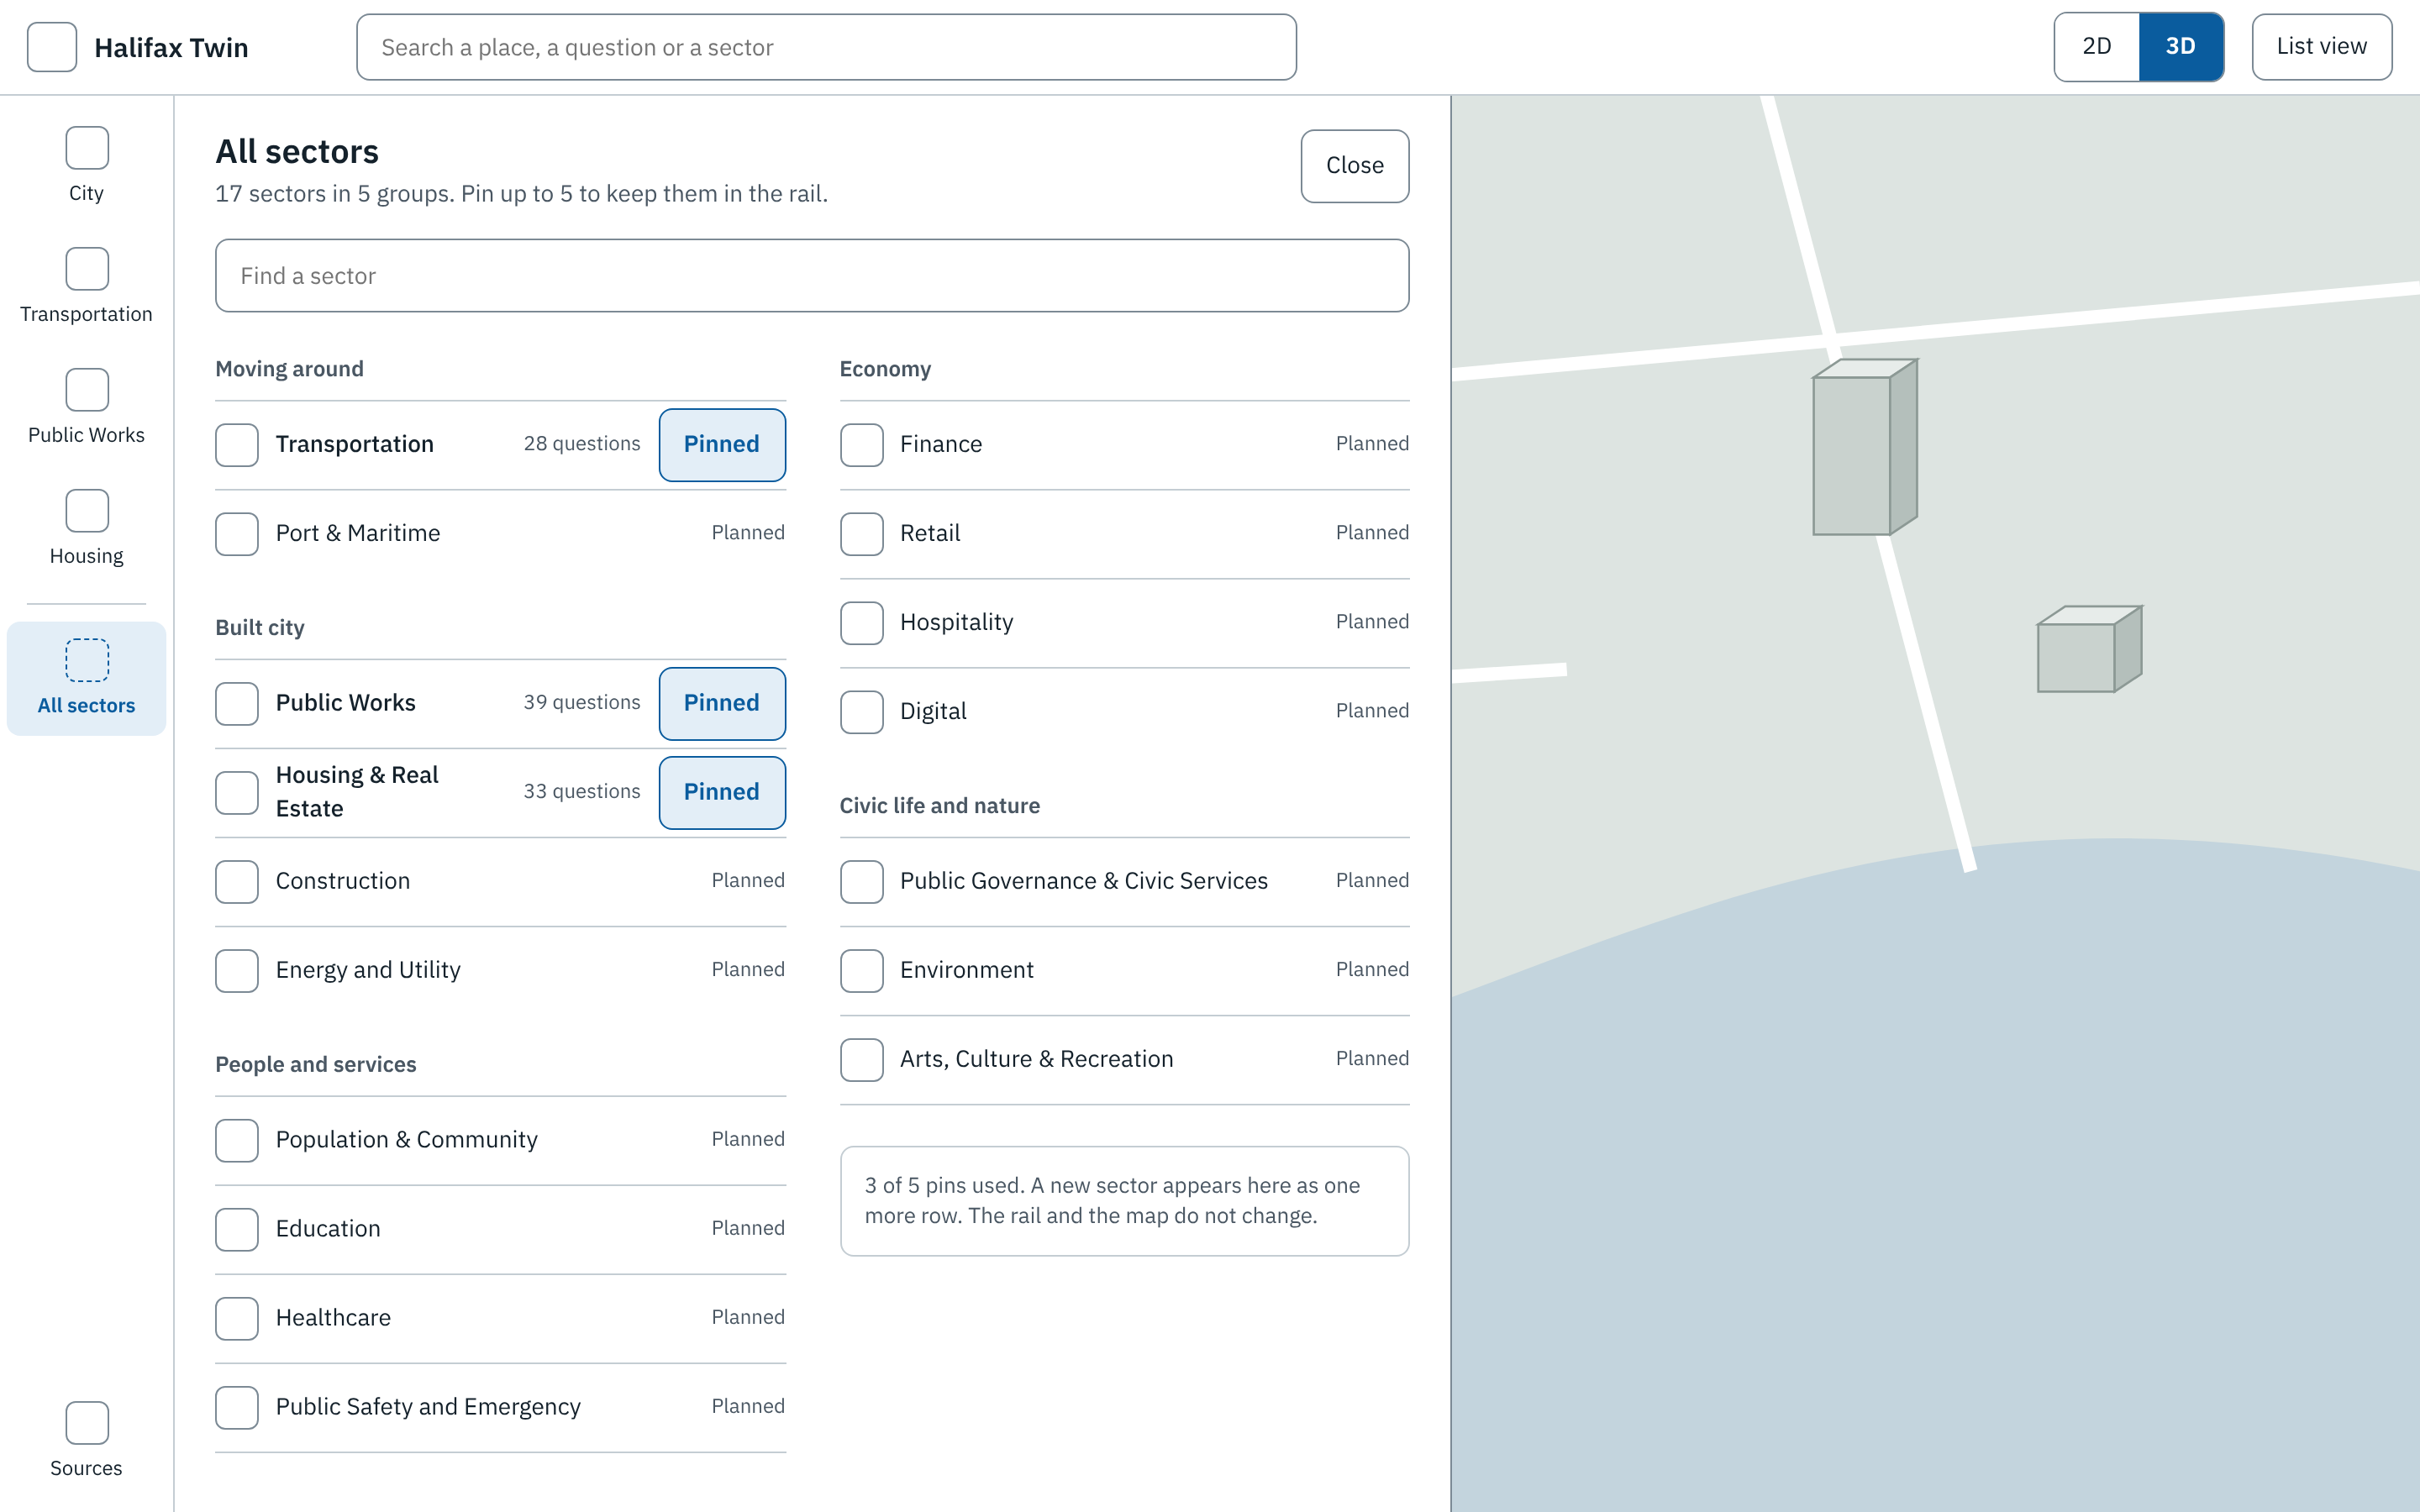 Halifax Twin
Search a place, a question or a sector
2D
3D
List view
City
Transportation
Public Works
Housing
All sectors
Sources
All sectors
17 sectors in 5 groups. Pin up to 5 to keep them in the rail.
Close
Find a sector
Moving around
Transportation 28 questions Pinned
Port & Maritime Planned
Built city
Public Works 39 questions Pinned
Housing & Real
Estate
33 questions Pinned
Construction Planned
Energy and Utility Planned
People and services
Population & Community Planned
Education Planned
Healthcare Planned
Public Safety and Emergency Planned
Economy
Finance Planned
Retail Planned
Hospitality Planned
Digital Planned
Civic life and nature
Public Governance & Civic Services Planned
Environment Planned
Arts, Culture & Recreation Planned
3 of 5 pins used. A new sector appears here as one
more row. The rail and the map do not change.